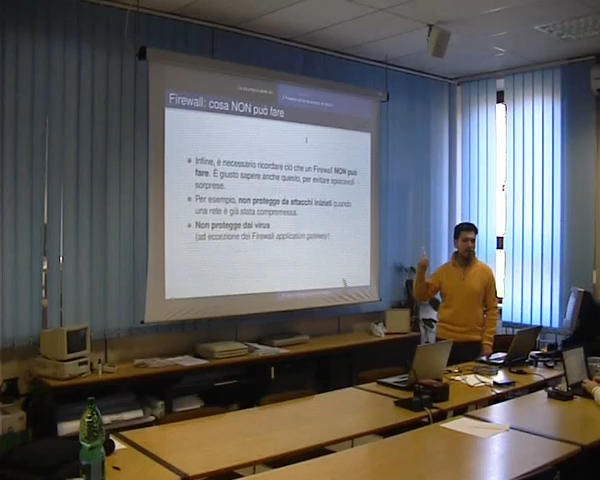 Firewall: cosa NON può fare
Infine, è necessario ricordare ciò che un Firewall NON può
fare. È giusto sapere anche questo, per evitare spiacevoli
sorprese.
Per esempio, non protegge da attacchi iniziati quando
una rete è già stata compromessa.
Non protegge dai virus
(ad eccezione dei Firewall application gateway)